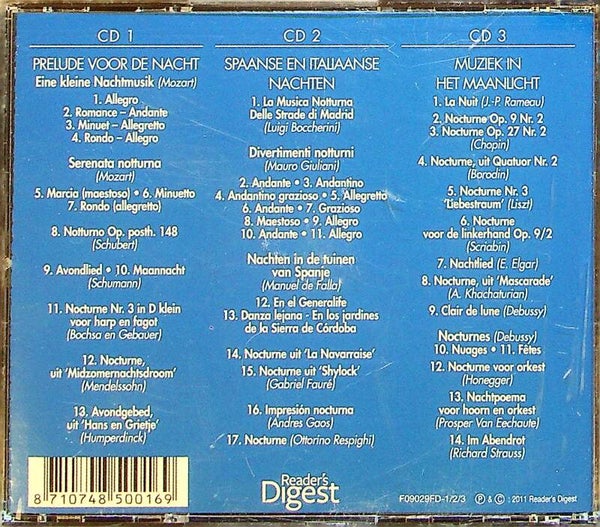 CD 1
PRELUDE VOOR DE NACHT
Eine kleine Nachtmusik (Mozart)
1. Allegro
2. Romance – Andante
3. Minuet – Allegretto
4. Rondo – Allegro
Serenata notturna
(Mozart)
5. Marcia (maestoso) • 6. Minuetto
7. Rondo (allegretto)
8. Notturno Op. posth. 148
(Schubert)
9. Avondlied • 10. Maannacht
(Schumann)
11. Nocturne Nr. 3 in D klein
voor harp en fagot
(Bochsa en Gebauer)
12. Nocturne,
uit 'Midzomernachtsdroom'
(Mendelssohn)
13. Avondgebed,
uit 'Hans en Grietje'
(Humperdinck)
CD 2
SPAANSE EN ITALIAANSE
NACHTEN
1. La Musica Notturna
Delle Strade di Madrid
(Luigi Boccherini)
Divertimenti notturni
(Mauro Giuliani)
2. Andante • 3. Andantino
4. Andantino grazioso • 5. Allegretto
6. Andante • 7. Grazioso
8. Maestoso • 9. Allegro
10. Andante • 11. Allegro
Nachten in de tuinen
van Spanje
(Manuel de Falla)
12. En el Generalife
13. Danza lejana - En los jardines
de la Sierra de Córdoba
14. Nocturne uit 'La Navarraise'
15. Nocturne uit 'Shylock'
(Gabriel Fauré)
16. Impresión nocturna
(Andres Gaos)
17. Nocturne (Ottorino Respighi)
CD 3
MUZIEK IN
HET MAANLICHT
1. La Nuit (J.-P. Rameau)
2. Nocturne Op. 9 Nr. 2
3. Nocturne Op. 27 Nr. 2
(Chopin)
4. Nocturne, uit Quatuor Nr. 2
(Borodin)
5. Nocturne Nr. 3
'Liebestraum' (Liszt)
6. Nocturne
voor de linkerhand Op. 9/2
(Scriabin)
7. Nachtlied (E. Elgar)
8. Nocturne, uit 'Mascarade'
(A. Khachaturian)
9. Clair de lune (Debussy)
Nocturnes (Debussy)
10. Nuages • 11. Fêtes
12. Nocturne voor orkest
(Honegger)
13. Nachtpoema
voor hoorn en orkest
(Prosper Van Eechaute)
14. Im Abendrot
(Richard Strauss)
8 710748 500169
Reader's
Digest
F09029FD-1/2/3 ℗ & © : 2011 Reader's Digest